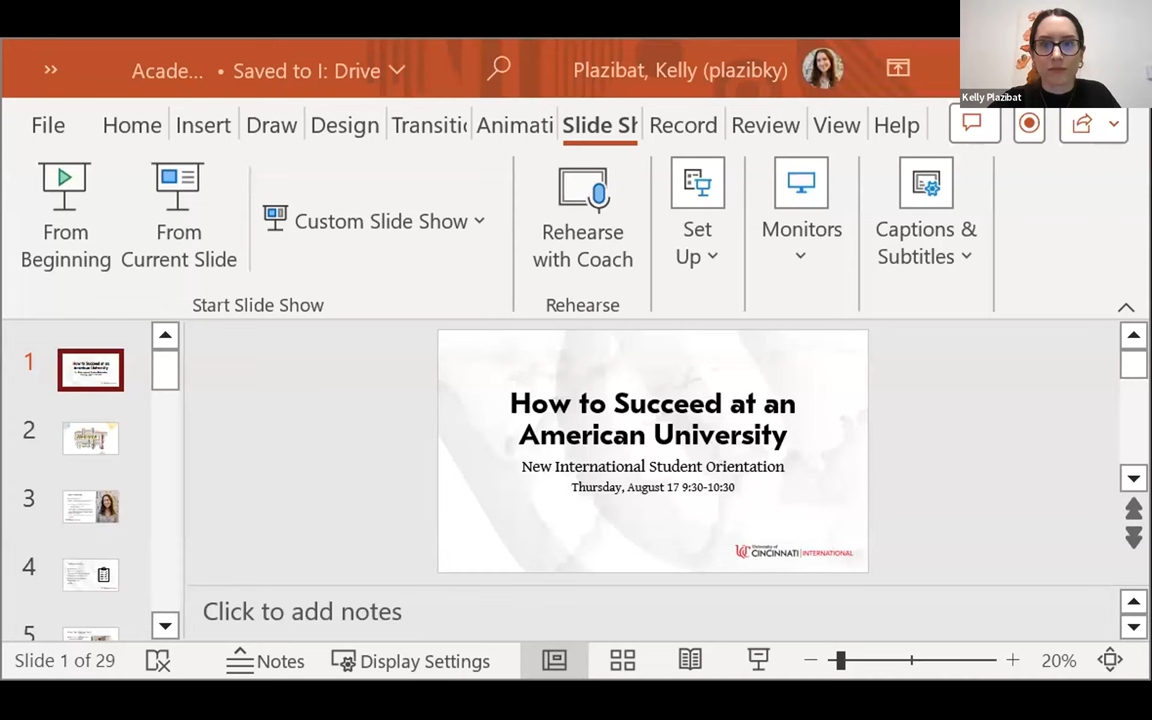 Acade... • Saved to I: Drive
Plazibat, Kelly (plazibky)
Kelly Plazibat
File Home Insert Draw Design Transitic Animati Slide Sh Record Review View Help
From Beginning
From Current Slide
Custom Slide Show
Rehearse with Coach
Set Up
Monitors
Captions & Subtitles
Start Slide Show
Rehearse
1
2
3
4
5
How to Succeed at an
American University
New International Student Orientation
Thursday, August 17 9:30-10:30
University of
CINCINNATI | INTERNATIONAL
Click to add notes
Slide 1 of 29
Notes
Display Settings
20%